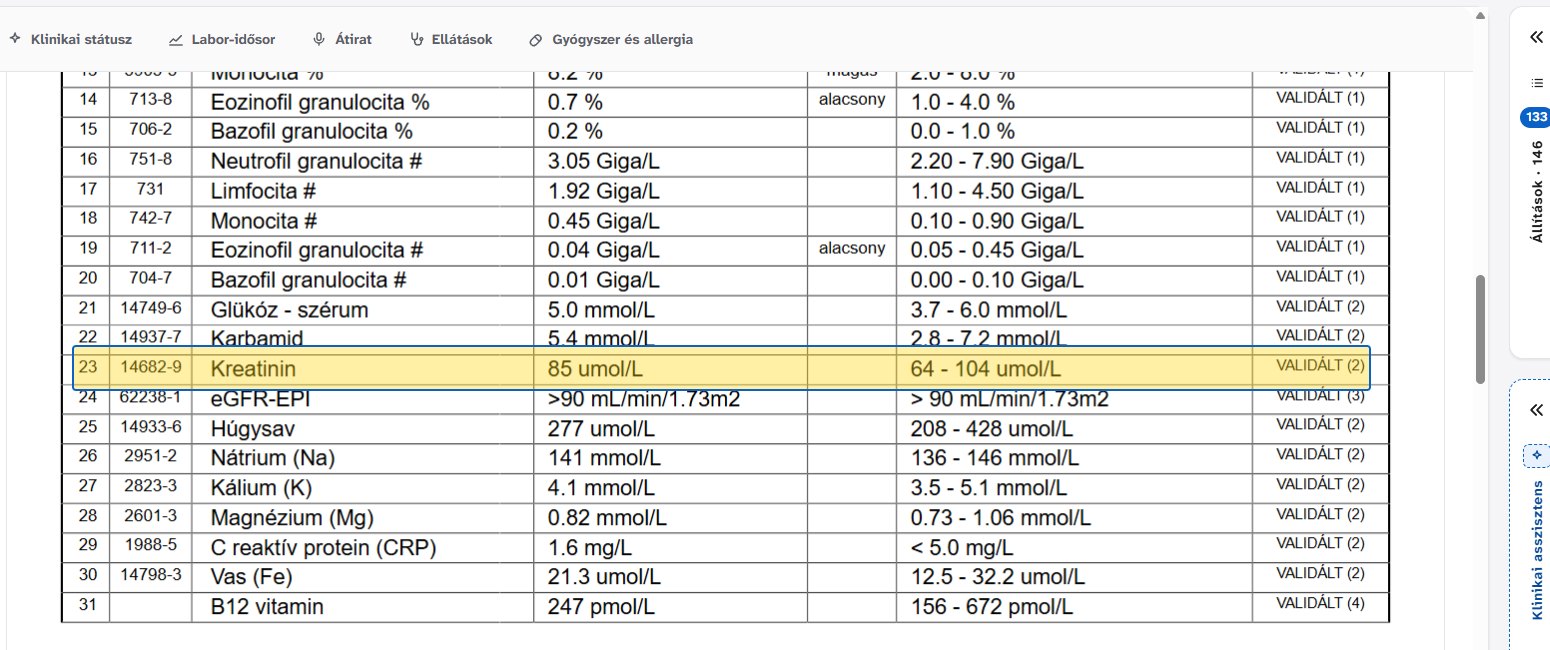 Klinikai státusz Labor-idősor Átirat Ellátások Gyógyszer és allergia
Monocita % 8.2 % magas 2.0 - 8.0 % VALIDÁLT (1)
14 713-8 Eozinofil granulocita % 0.7 % alacsony 1.0 - 4.0 % VALIDÁLT (1)
15 706-2 Bazofil granulocita % 0.2 % 0.0 - 1.0 % VALIDÁLT (1)
16 751-8 Neutrofil granulocita # 3.05 Giga/L 2.20 - 7.90 Giga/L VALIDÁLT (1)
17 731 Limfocita # 1.92 Giga/L 1.10 - 4.50 Giga/L VALIDÁLT (1)
18 742-7 Monocita # 0.45 Giga/L 0.10 - 0.90 Giga/L VALIDÁLT (1)
19 711-2 Eozinofil granulocita # 0.04 Giga/L alacsony 0.05 - 0.45 Giga/L VALIDÁLT (1)
20 704-7 Bazofil granulocita # 0.01 Giga/L 0.00 - 0.10 Giga/L VALIDÁLT (1)
21 14749-6 Glükóz - szérum 5.0 mmol/L 3.7 - 6.0 mmol/L VALIDÁLT (2)
22 14937-7 Karbamid 5.4 mmol/L 2.8 - 7.2 mmol/L VALIDÁLT (2)
23 14682-9 Kreatinin 85 umol/L 64 - 104 umol/L VALIDÁLT (2)
24 62238-1 eGFR-EPI >90 mL/min/1.73m2 > 90 mL/min/1.73m2 VALIDÁLT (3)
25 14933-6 Húgysav 277 umol/L 208 - 428 umol/L VALIDÁLT (2)
26 2951-2 Nátrium (Na) 141 mmol/L 136 - 146 mmol/L VALIDÁLT (2)
27 2823-3 Kálium (K) 4.1 mmol/L 3.5 - 5.1 mmol/L VALIDÁLT (2)
28 2601-3 Magnézium (Mg) 0.82 mmol/L 0.73 - 1.06 mmol/L VALIDÁLT (2)
29 1988-5 C reaktív protein (CRP) 1.6 mg/L < 5.0 mg/L VALIDÁLT (2)
30 14798-3 Vas (Fe) 21.3 umol/L 12.5 - 32.2 umol/L VALIDÁLT (2)
31 B12 vitamin 247 pmol/L 156 - 672 pmol/L VALIDÁLT (4)
133
Állítások · 146
Klinikai asszisztens